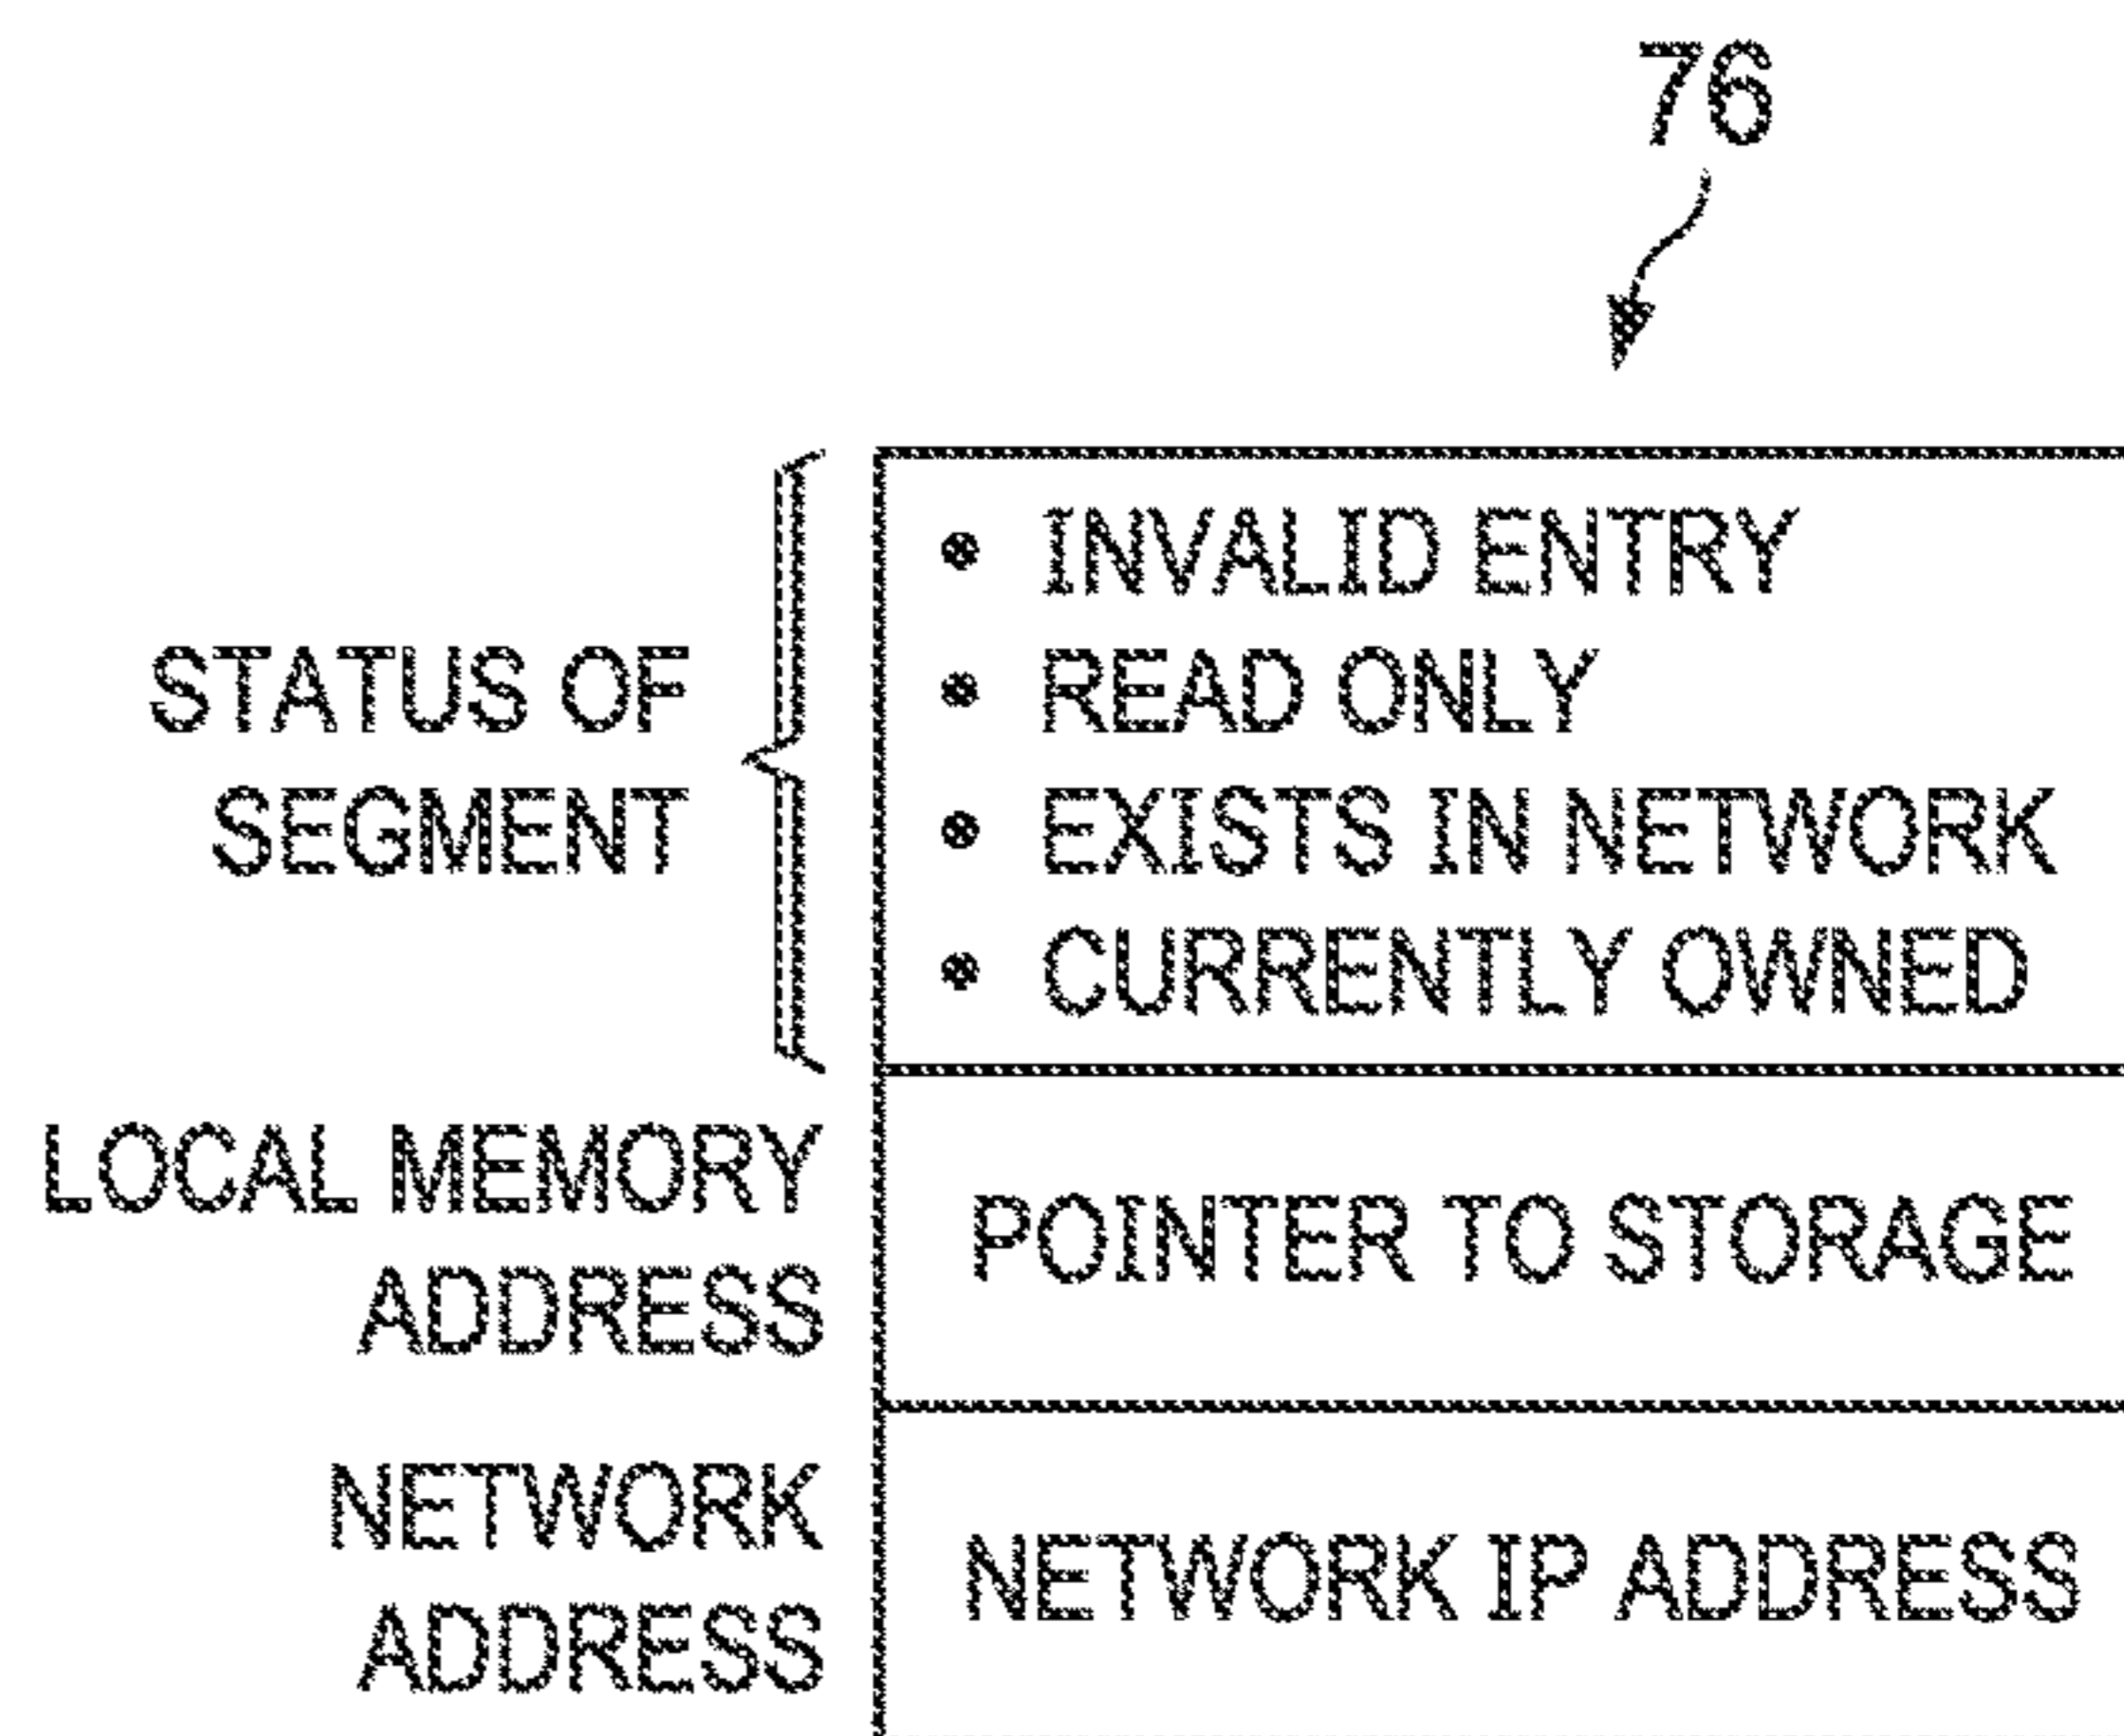 76
STATUS OF
SEGMENT
• INVALID ENTRY
• READ ONLY
• EXISTS IN NETWORK
• CURRENTLY OWNED
LOCAL MEMORY
ADDRESS
POINTER TO STORAGE
NETWORK
ADDRESS
NETWORK IP ADDRESS